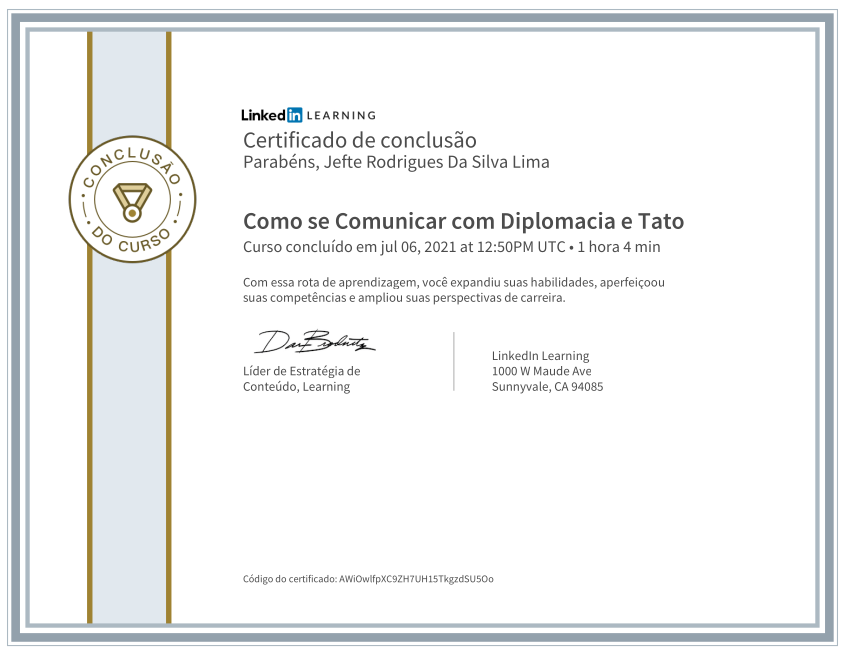 LinkedIn LEARNING
Certificado de conclusão
Parabéns, Jefte Rodrigues Da Silva Lima
CONCLUSÃO
DO CURSO
Como se Comunicar com Diplomacia e Tato
Curso concluído em jul 06, 2021 at 12:50PM UTC • 1 hora 4 min
Com essa rota de aprendizagem, você expandiu suas habilidades, aperfeiçoou
suas competências e ampliou suas perspectivas de carreira.
Líder de Estratégia de
Conteúdo, Learning
LinkedIn Learning
1000 W Maude Ave
Sunnyvale, CA 94085
Código do certificado: AWiOwlfpXC9ZH7UH15TkgzdSU5Oo